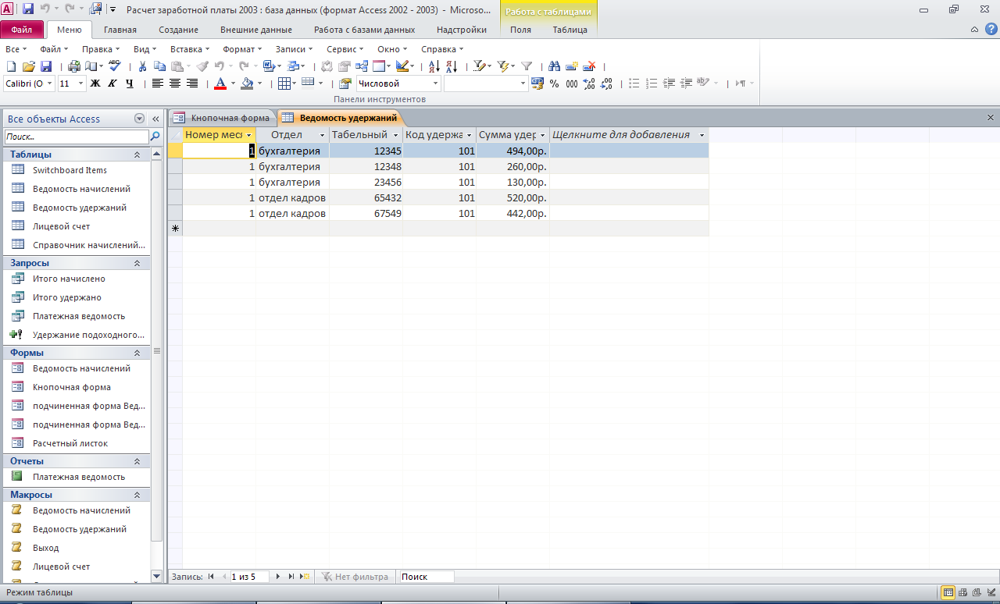 Расчет заработной платы 2003 : база данных (формат Access 2002 - 2003) - Microso...
Работа с таблицами
Файл Меню Главная Создание Внешние данные Работа с базами данных Надстройки Поля Таблица
Все Файл Правка Вид Вставка Формат Записи Сервис Окно Справка
Calibri (О 11 Ж К Ч Числовой % 000
Панели инструментов
Все объекты Access
Поиск...
Таблицы
Switchboard Items
Ведомость начислений
Ведомость удержаний
Лицевой счет
Справочник начислений...
Запросы
Итого начислено
Итого удержано
Платежная ведомость
Удержание подоходного...
Формы
Ведомость начислений
Кнопочная форма
подчиненная форма Вед...
подчиненная форма Вед...
Расчетный листок
Отчеты
Платежная ведомость
Макросы
Ведомость начислений
Ведомость удержаний
Выход
Лицевой счет
Кнопочная форма Ведомость удержаний
Номер меся Отдел Табельный Код удержа Сумма удер Щелкните для добавления
1 бухгалтерия 12345 101 494,00р.
1 бухгалтерия 12348 101 260,00р.
1 бухгалтерия 23456 101 130,00р.
1 отдел кадров 65432 101 520,00р.
1 отдел кадров 67549 101 442,00р.
Запись: 1 из 5 Нет фильтра Поиск
Режим таблицы